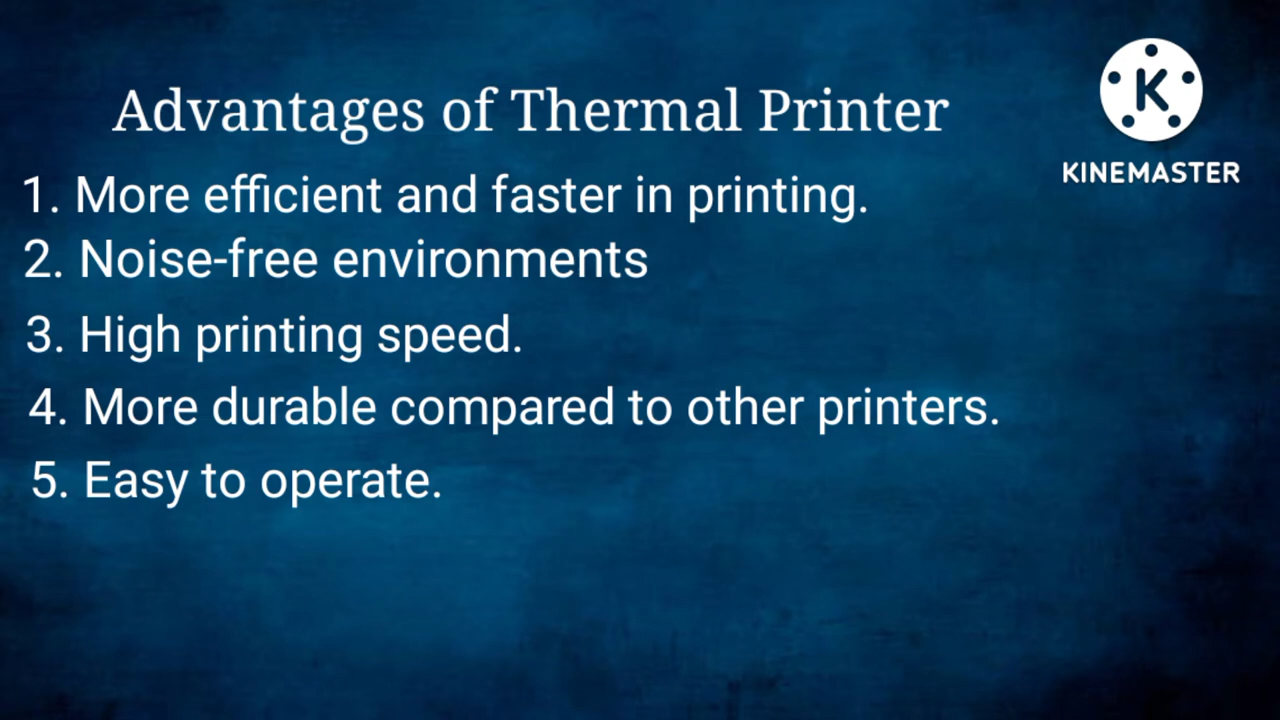 Advantages of Thermal Printer
K
KINEMASTER
1. More efficient and faster in printing.
2. Noise-free environments
3. High printing speed.
4. More durable compared to other printers.
5. Easy to operate.